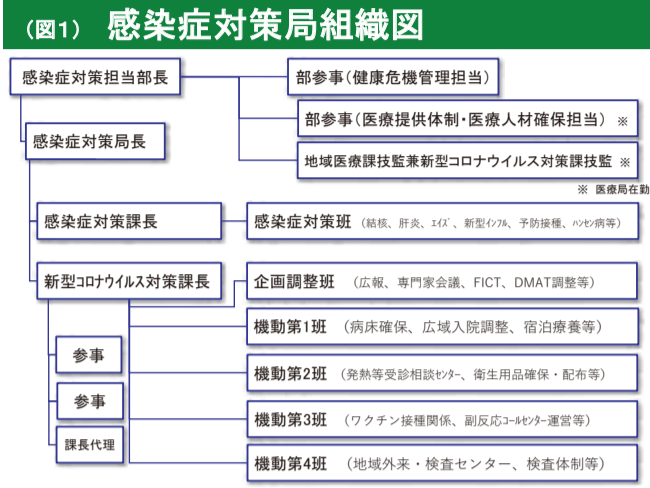 （図１） 感染症対策局組織図
感染症対策担当部長
部参事（健康危機管理担当）
部参事（医療提供体制・医療人材確保担当） ※
感染症対策局長
地域医療課技監兼新型コロナウイルス対策課技監 ※
※ 医療局在勤
感染症対策課長
感染症対策班 （結核、肝炎、ｴｲｽﾞ、新型ｲﾝﾌﾙ、予防接種、ﾊﾝｾﾝ病等）
新型コロナウイルス対策課長
企画調整班 （広報、専門家会議、FICT、DMAT調整等）
機動第1班 （病床確保、広域入院調整、宿泊療養等）
参事
機動第2班 （発熱等受診相談ｾﾝﾀｰ、衛生用品確保・配布等）
参事
機動第3班 （ワクチン接種関係、副反応ｺｰﾙｾﾝﾀｰ運営等）
課長代理
機動第4班 （地域外来・検査センター、検査体制等）